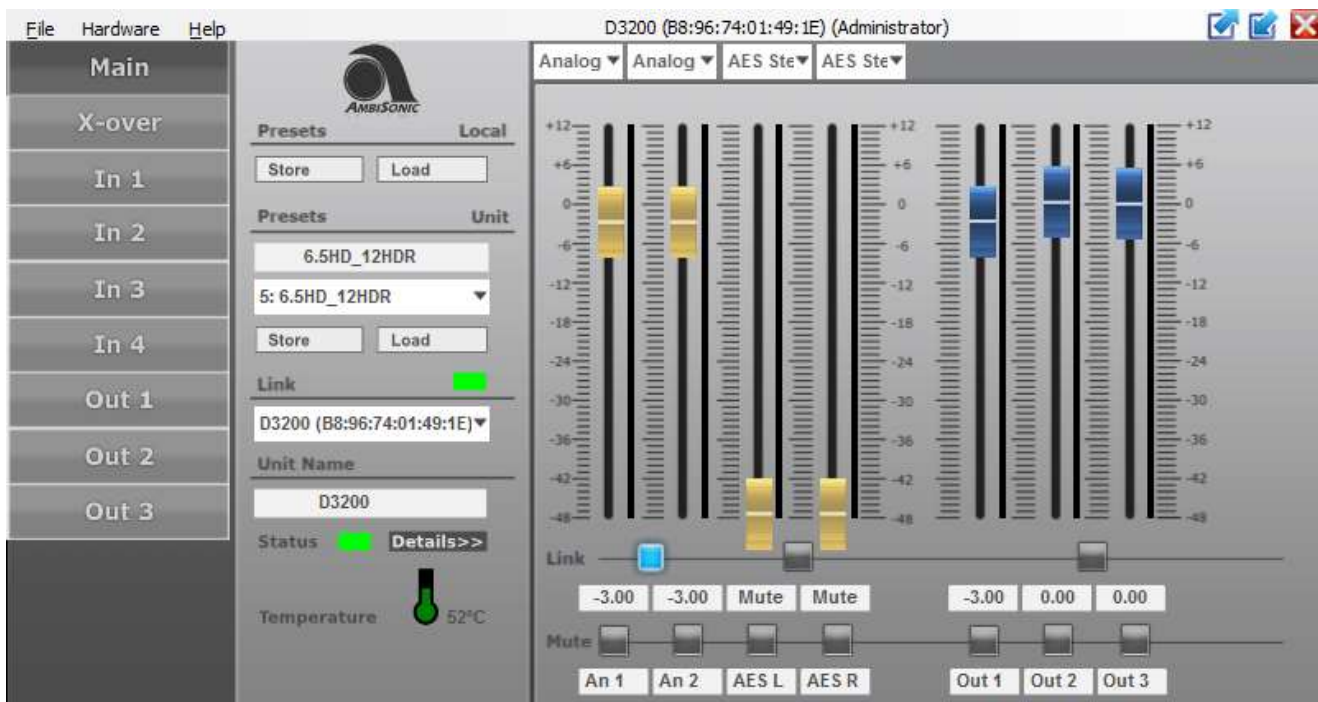 File Hardware Help D3200 (B8:96:74:01:49:1E) (Administrator)
Main
X-over
In 1
In 2
In 3
In 4
Out 1
Out 2
Out 3
AMBISONIC
Presets Local
Store Load
Presets Unit
6.5HD_12HDR
5: 6.5HD_12HDR
Store Load
Link
D3200 (B8:96:74:01:49:1E)
Unit Name
D3200
Status Details>>
Temperature 52°C
Analog Analog AES Ste AES Ste
+12 +12 +12
+6 +6 +6
0 0 0
-6 -6 -6
-12 -12 -12
-18 -18 -18
-24 -24 -24
-30 -30 -30
-36 -36 -36
-42 -42 -42
-48 -48 -48
Link
-3.00 -3.00 Mute Mute -3.00 0.00 0.00
Mute
An 1 An 2 AES L AES R Out 1 Out 2 Out 3